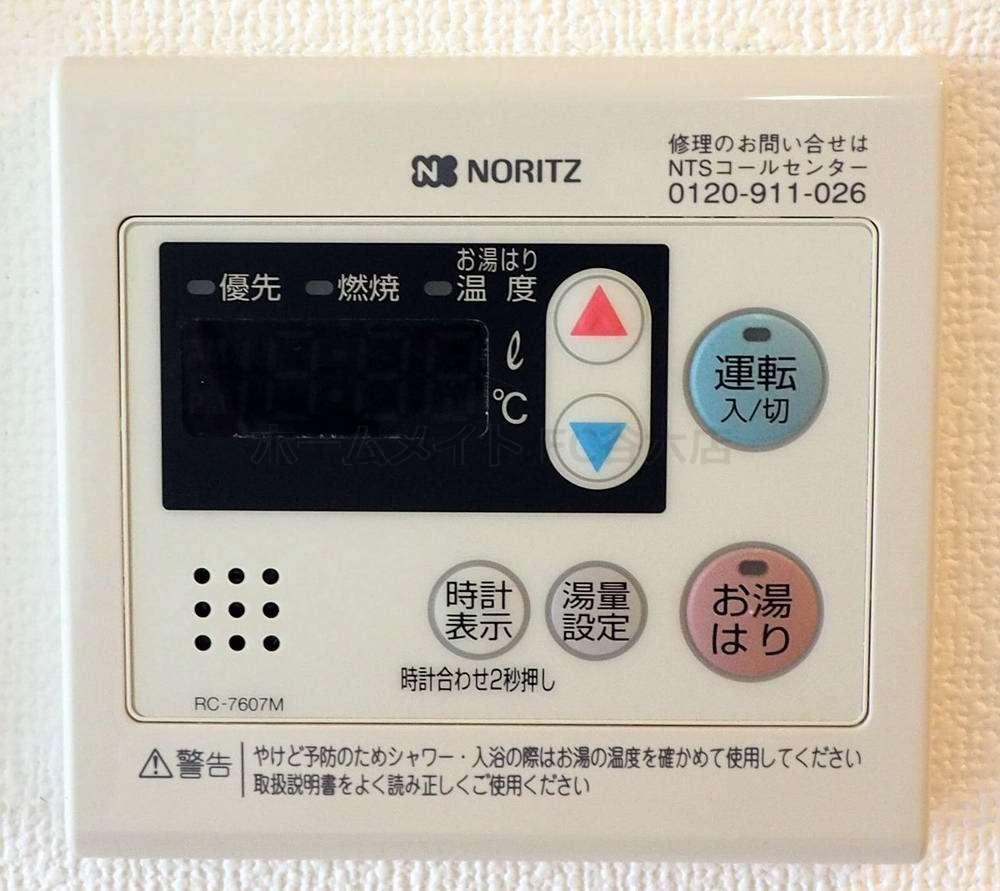 NORITZ
修理のお問い合せは
NTSコールセンター
0120-911-026
お湯はり
優先 燃焼 温度
ℓ
℃
運転
入/切
時計
表示
湯量
設定
お湯
はり
時計合わせ2秒押し
RC-7607M
警告
やけど予防のためシャワー・入浴の際はお湯の温度を確かめて使用してください
取扱説明書をよく読み正しくご使用ください
ホームメイト